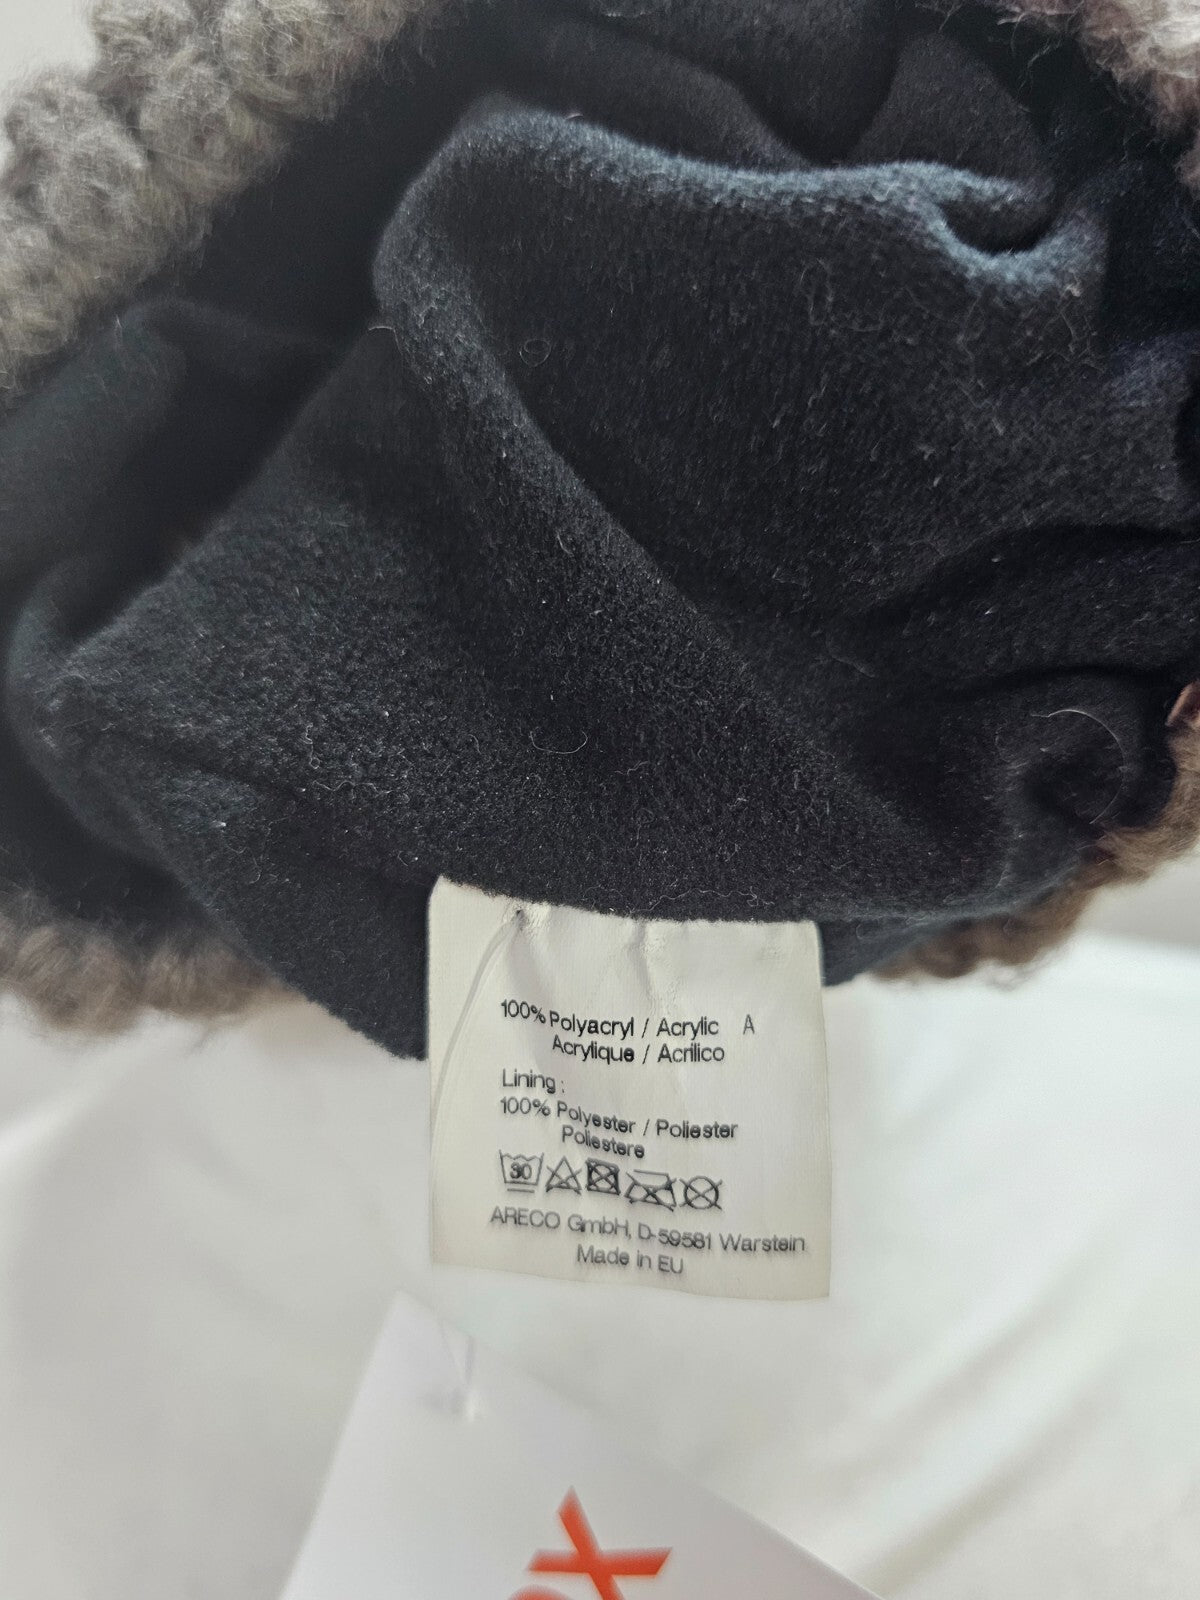 100% Polyacryl / Acrylic A
Acrylique / Acrilico
Lining :
100% Polyester / Poliester
Poliestere
30
ARECO GmbH, D-59581 Warstein
Made in EU